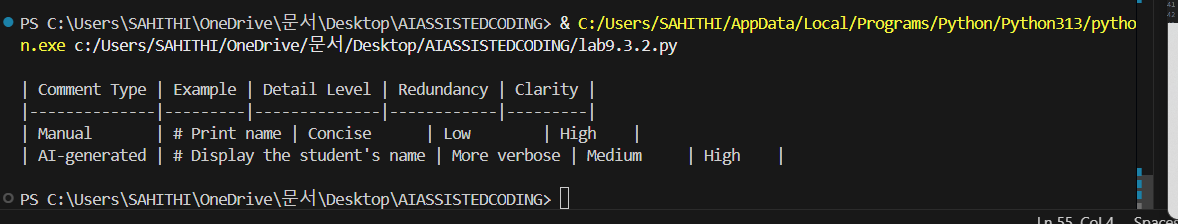 PS C:\Users\SAHITHI\OneDrive\문서\Desktop\AIASSISTEDCODING> & C:/Users/SAHITHI/AppData/Local/Programs/Python/Python313/pytho
n.exe c:/Users/SAHITHI/OneDrive/문서/Desktop/AIASSISTEDCODING/lab9.3.2.py
| Comment Type | Example | Detail Level | Redundancy | Clarity |
|--------------|---------|--------------|------------|---------|
| Manual       | # Print name | Concise      | Low        | High    |
| AI-generated | # Display the student's name | More verbose | Medium     | High    |
PS C:\Users\SAHITHI\OneDrive\문서\Desktop\AIASSISTEDCODING>
41
42